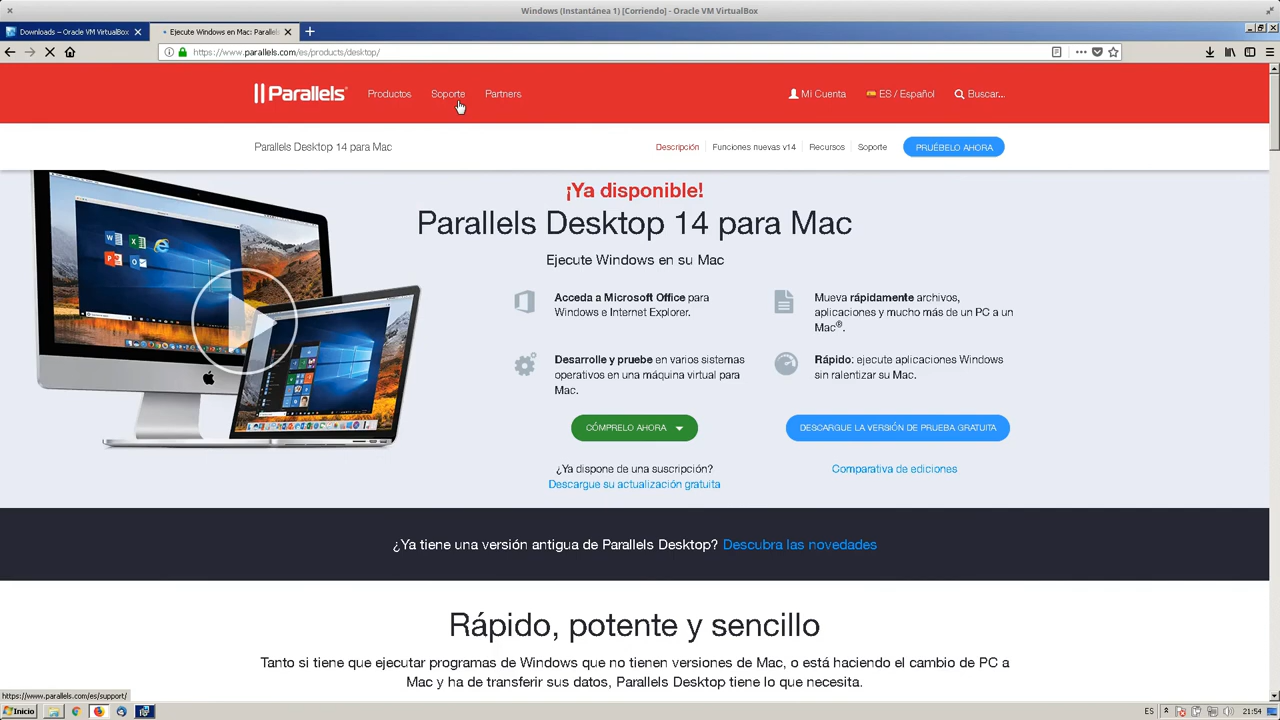 Windows (Instantánea 1) [Corriendo] - Oracle VM VirtualBox
Downloads – Oracle VM VirtualBox
Ejecute Windows en Mac: Parallels
https://www.parallels.com/es/products/desktop/
Parallels®
Productos
Soporte
Partners
Mi Cuenta
ES / Español
Buscar...
Parallels Desktop 14 para Mac
Descripción
Funciones nuevas v14
Recursos
Soporte
PRUÉBELO AHORA
¡Ya disponible!
Parallels Desktop 14 para Mac
Ejecute Windows en su Mac
Acceda a Microsoft Office para
Windows e Internet Explorer.
Mueva rápidamente archivos,
aplicaciones y mucho más de un PC a un
Mac®.
Desarrolle y pruebe en varios sistemas
operativos en una máquina virtual para
Mac.
Rápido: ejecute aplicaciones Windows
sin ralentizar su Mac.
CÓMPRELO AHORA
DESCARGUE LA VERSIÓN DE PRUEBA GRATUITA
¿Ya dispone de una suscripción?
Descargue su actualización gratuita
Comparativa de ediciones
¿Ya tiene una versión antigua de Parallels Desktop? Descubra las novedades
Rápido, potente y sencillo
Tanto si tiene que ejecutar programas de Windows que no tienen versiones de Mac, o está haciendo el cambio de PC a
Mac y ha de transferir sus datos, Parallels Desktop tiene lo que necesita.
https://www.parallels.com/es/support/
Inicio
ES
21:54